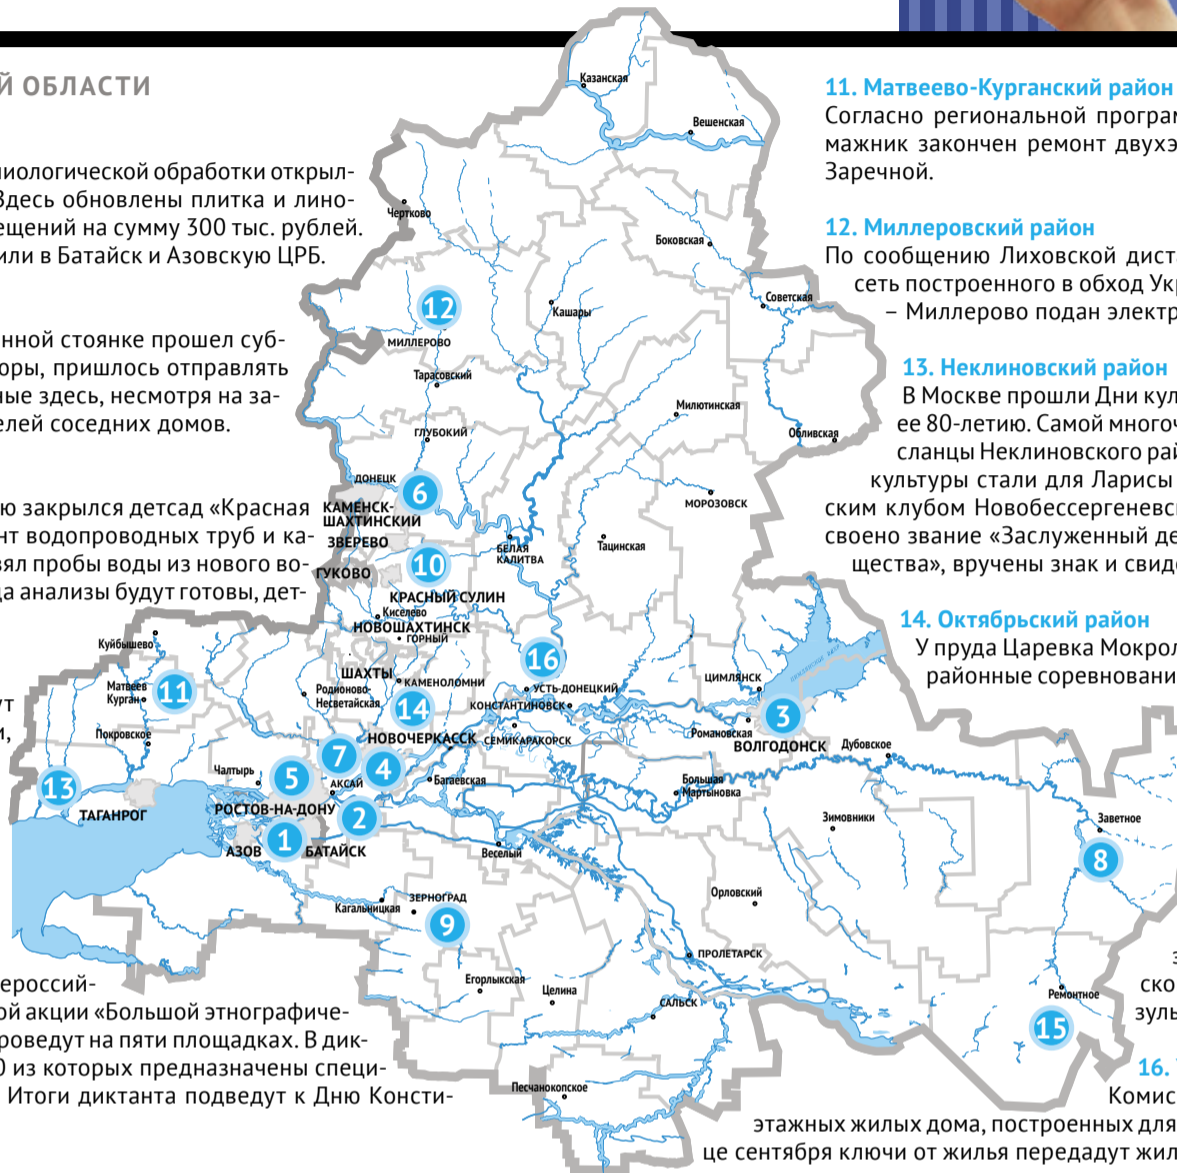 Й ОБЛАСТИ
миологической обработки открыл-
Здесь обновлены плитка и лино-
ещений на сумму 300 тыс. рублей.
или в Батайск и Азовскую ЦРБ.
нной стоянке прошел суб-
оры, пришлось отправлять
ные здесь, несмотря на за-
елей соседних домов.
ю закрылся детсад «Красная
нт водопроводных труб и ка-
взял пробы воды из нового во-
да анализы будут готовы, дет-
ут
и,
ероссий-
ой акции «Большой этнографиче-
роведут на пяти площадках. В дик-
0 из которых предназначены специ-
Итоги диктанта подведут к Дню Консти-
Казанская
Вешенская
Чертково
Боковская
Советская
12
Кашары
МИЛЛЕРОВО
Тарасовский
Милютинская
Обливская
ГЛУБОКИЙ
ДОНЕЦК
6
КАМЕНСК-
ШАХТИНСКИЙ
МОРОЗОВСК
ЗВЕРЕВО
БЕЛАЯ
КАЛИТВА
Тацинская
ГУКОВО
10
КРАСНЫЙ СУЛИН
Киселево
НОВОШАХТИНСК
ГОРНЫЙ
Куйбышево
16
ШАХТЫ
КАМЕНОЛОМНИ
УСТЬ-ДОНЕЦКИЙ
ЦИМЛЯНСК
Матвеев
Курган
11
Родионово-
Несветайская
14
КОНСТАНТИНОВСК
3
Покровское
НОВОЧЕРКАССК
СЕМИКАРАКОРСК
Романовская
ВОЛГОДОНСК
Дубовское
7
4
Чалтырь
5
АКСАЙ
Багаевская
Большая
Мартыновка
13
ТАГАНРОГ
РОСТОВ-НА-ДОНУ
2
Зимовники
Заветное
АЗОВ
1
БАТАЙСК
Веселый
8
Орловский
Кагальницкая
ЗЕРНОГРАД
9
ПРОЛЕТАРСК
Егорлыкская
Целина
САЛЬСК
Ремонтное
15
Песчанокопское
11. Матвеево-Курганский район
Согласно региональной програм
мажник закончен ремонт двухэ
Заречной.
12. Миллеровский район
По сообщению Лиховской диста
сеть построенного в обход Укр
– Миллерово подан электр
13. Неклиновский район
В Москве прошли Дни кул
ее 80-летию. Самой многоч
сланцы Неклиновского рай
культуры стали для Ларисы
ским клубом Новобессергеневс
своено звание «Заслуженный де
щества», вручены знак и свиде
14. Октябрьский район
У пруда Царевка Мокрол
районные соревновани
з
ско
зуль
16.
Комис
этажных жилых дома, построенных для
це сентября ключи от жилья передадут жил